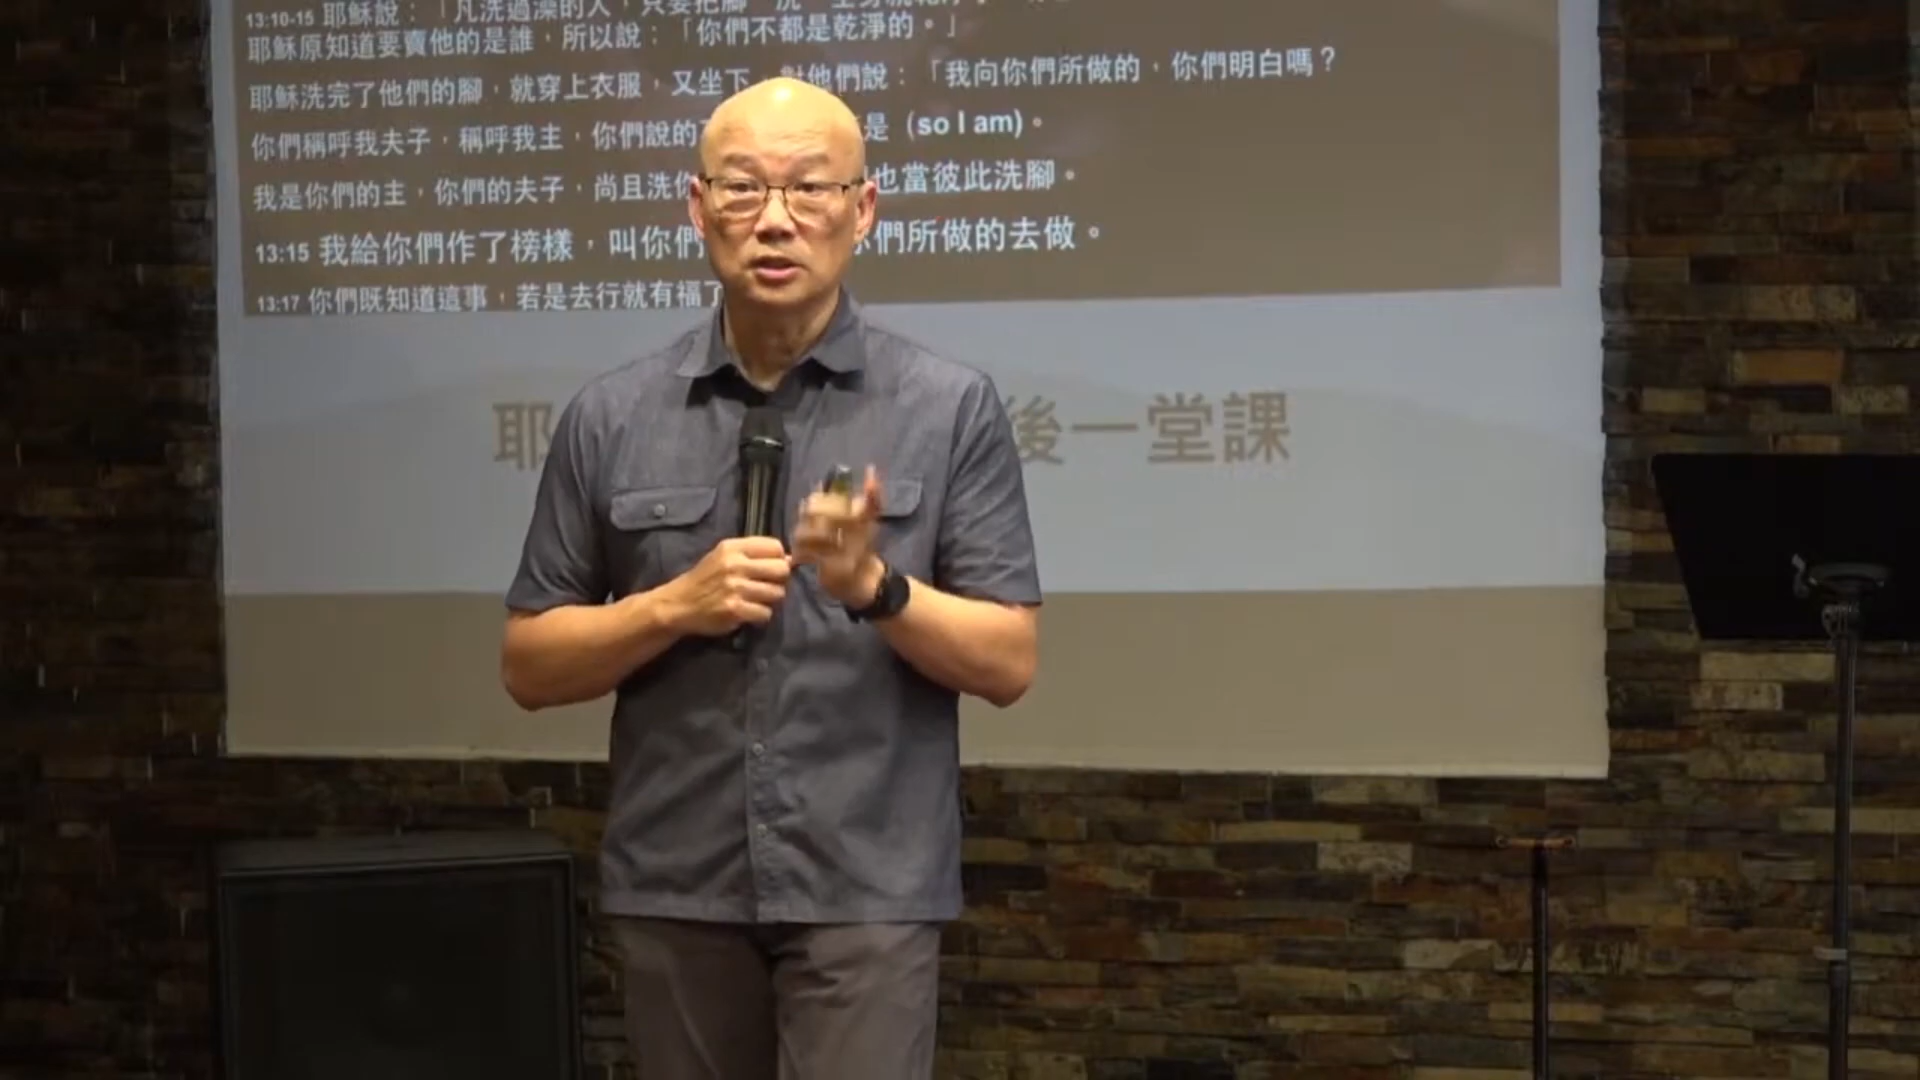 13:10-15 耶穌說：「凡洗過澡的人，只要把腳一洗，全身就乾淨了。
耶穌原知道要賣他的是誰，所以說：「你們不都是乾淨的。」
耶穌洗完了他們的腳，就穿上衣服，又坐下，對他們說：「我向你們所做的，你們明白嗎？
你們稱呼我夫子，稱呼我主，你們說的 是（so I am)。
我是你們的主，你們的夫子，尚且洗你 也當彼此洗腳。
13:15 我給你們作了榜樣，叫你們 你們所做的去做。
13:17 你們既知道這事，若是去行就有福了
耶 後一堂課